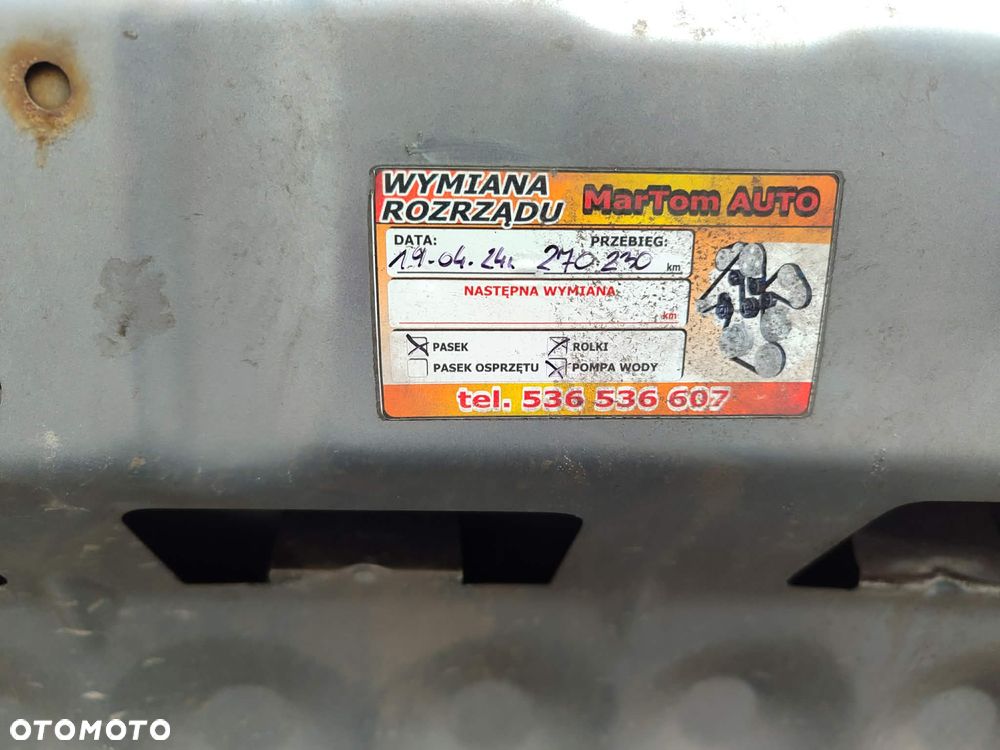 WYMIANA
ROZRZĄDU
MarTom AUTO
DATA: PRZEBIEG:
19.04.24r. 270.230 km
NASTĘPNA WYMIANA:
km
PASEK ROLKI
PASEK OSPRZĘTU POMPA WODY
tel. 536 536 607
OTOMOTO